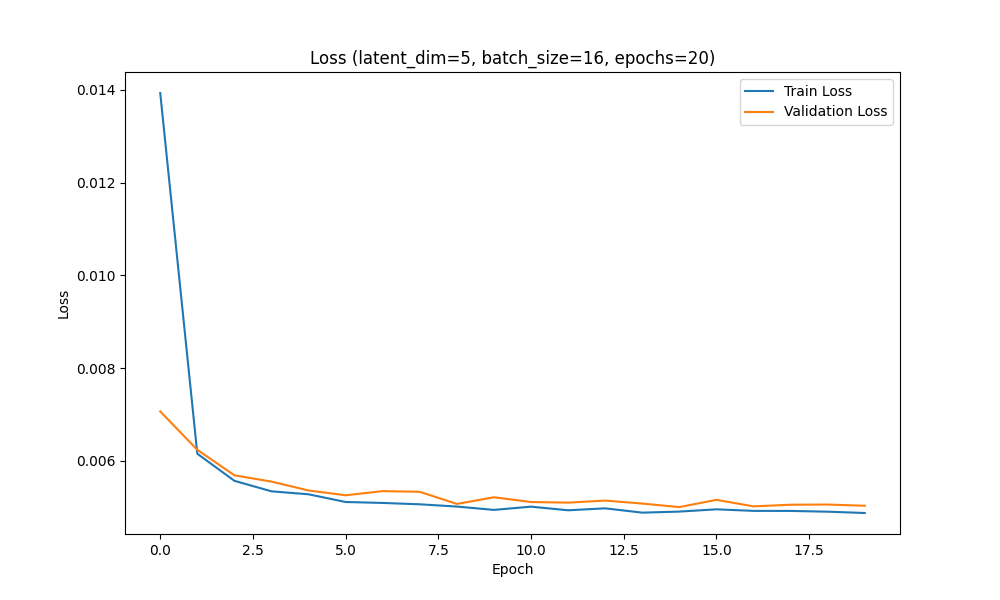 Loss (latent_dim=5, batch_size=16, epochs=20)
Train Loss
Validation Loss
0.014
0.012
0.010
0.008
0.006
Loss
0.0 2.5 5.0 7.5 10.0 12.5 15.0 17.5
Epoch